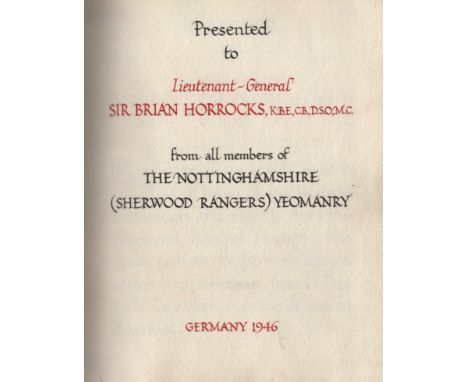 Presented
to
Lieutenant-General
SIR BRIAN HORROCKS, K.B.E., C.B., D.S.O., M.C.
from all members of
THE NOTTINGHAMSHIRE
(SHERWOOD RANGERS) YEOMANRY
GERMANY 1946